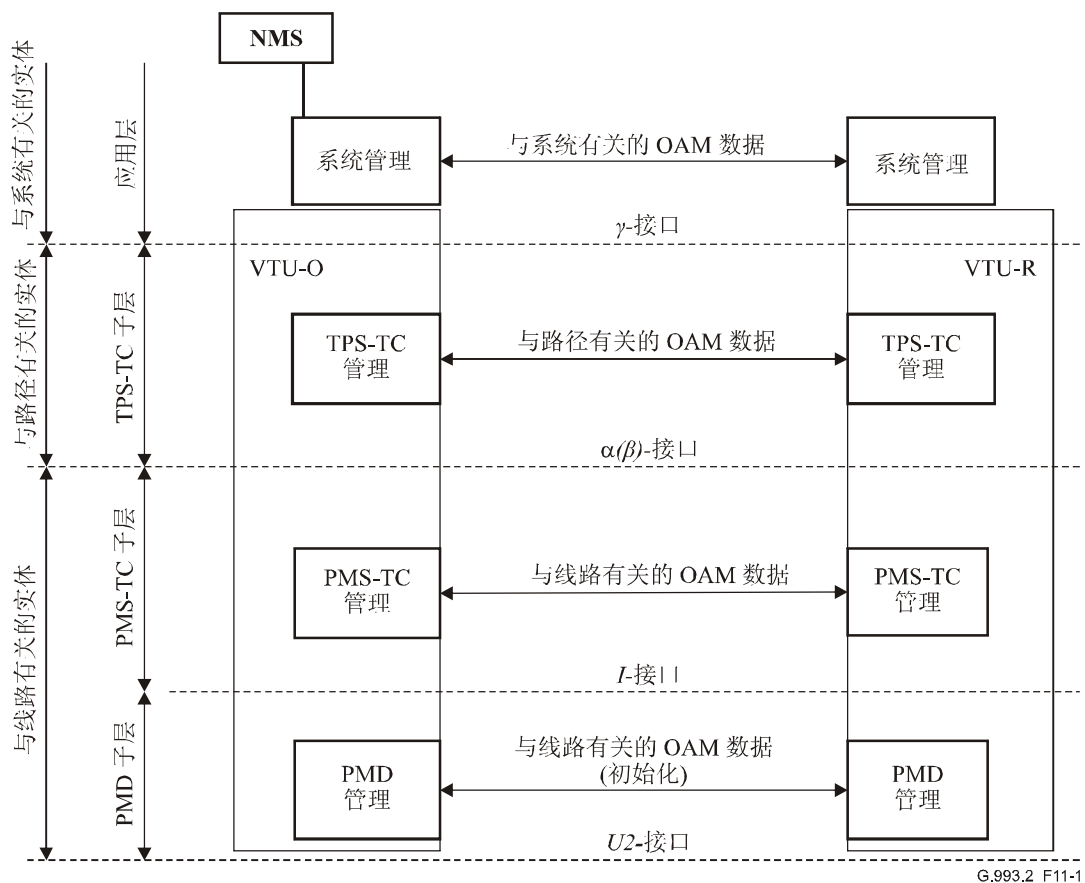 NMS
与系统有关的实体
应用层
系统管理
与系统有关的 OAM 数据
系统管理
γ-接口
VTU-O
VTU-R
与路径有关的实体
TPS-TC 子层
TPS-TC
管理
与路径有关的 OAM 数据
TPS-TC
管理
α(β)-接口
与线路有关的实体
PMS-TC 子层
PMS-TC
管理
与线路有关的 OAM 数据
PMS-TC
管理
I-接口
PMD 子层
PMD
管理
与线路有关的 OAM 数据
(初始化)
PMD
管理
U2-接口
G.993.2_F11-1